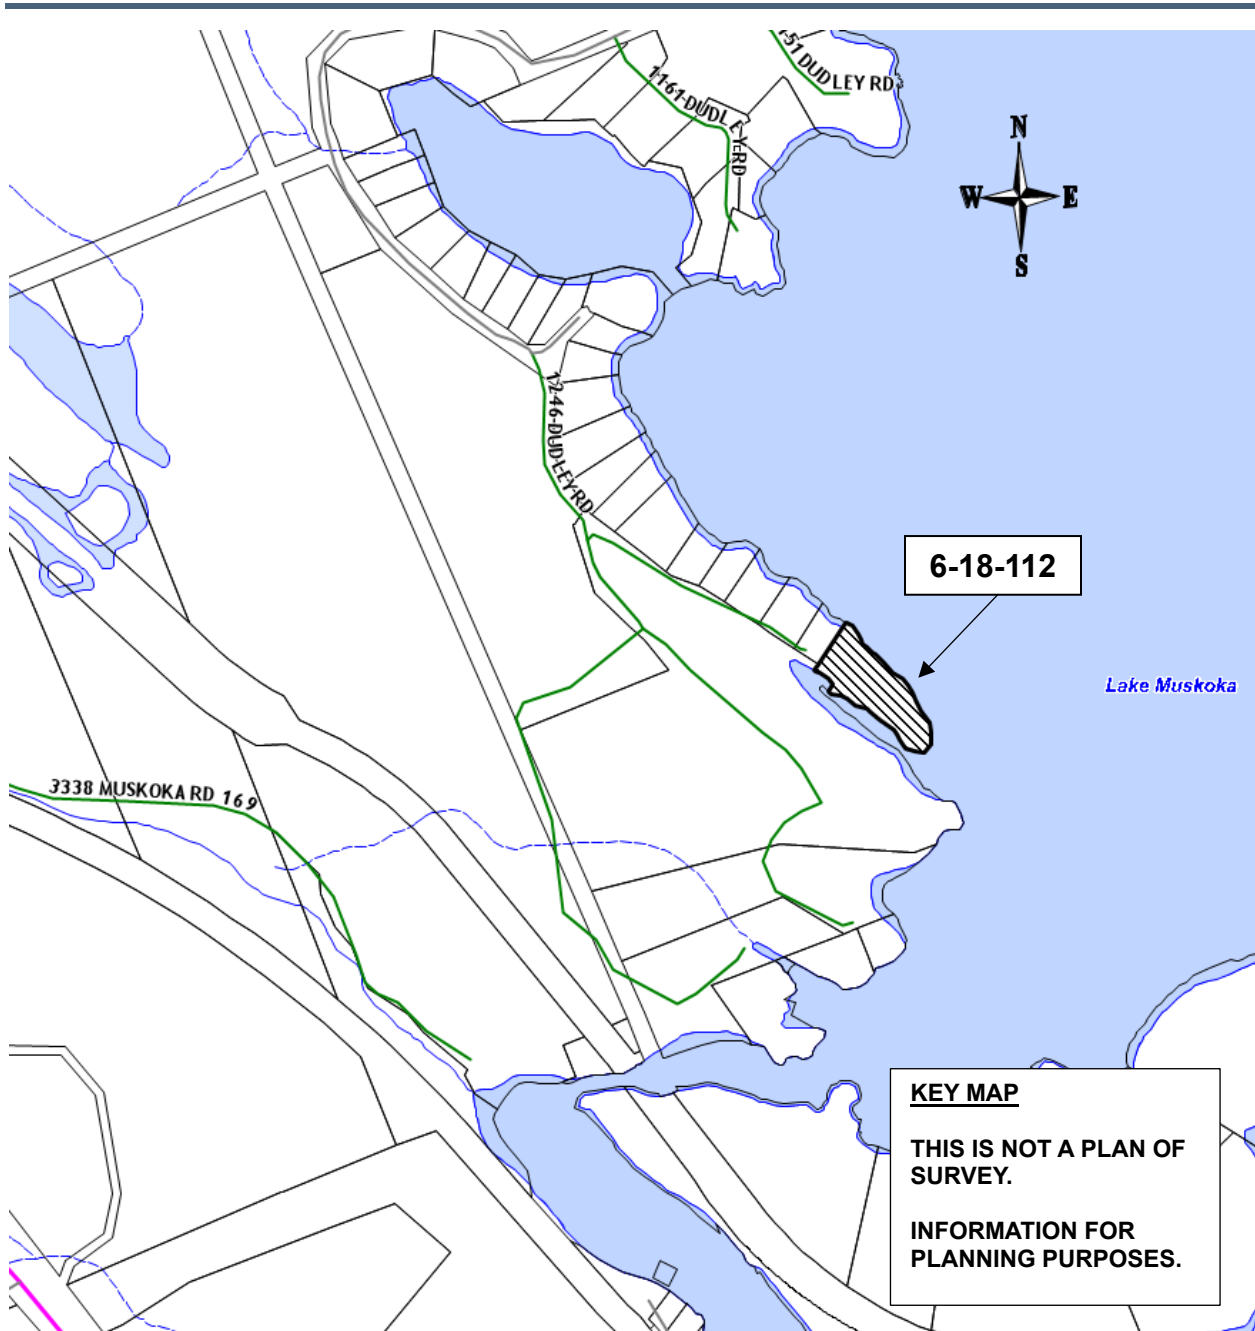 1151 DUDLEY RD
1161 DUDLEY RD
N
W E
S
1246 DUDLEY RD
6-18-112
Lake Muskoka
3338 MUSKOKA RD 169
KEY MAP
THIS IS NOT A PLAN OF
SURVEY.
INFORMATION FOR
PLANNING PURPOSES.